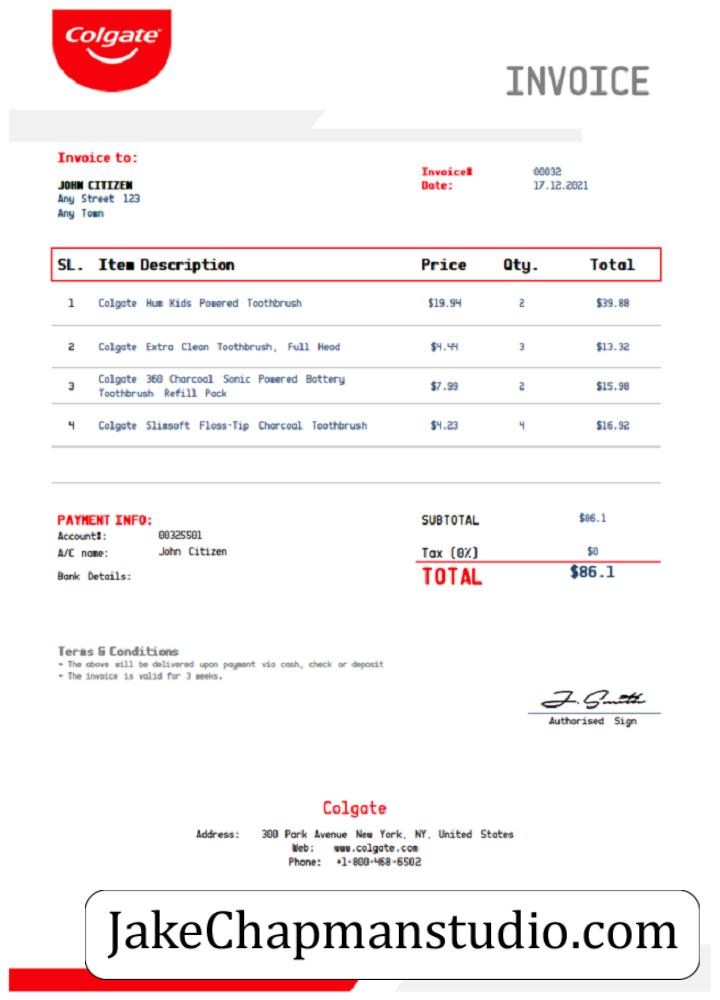 Colgate
INVOICE
Invoice to:
JOHN CITIZEN
Any Street 123
Any Town
Invoice# 00032
Date: 17.12.2021
SL. Item Description Price Qty. Total
1 Colgate Hum Kids Powered Toothbrush $19.94 2 $39.88
2 Colgate Extra Clean Toothbrush, Full Head $4.44 3 $13.32
3 Colgate 360 Charcoal Sonic Powered Battery
Toothbrush Refill Pack $7.99 2 $15.98
4 Colgate Slimsoft Floss-Tip Charcoal Toothbrush $4.23 4 $16.92
PAYMENT INFO:
Account#: 00325501
A/C name: John Citizen
Bank Details:
SUBTOTAL $86.1
Tax (0%) $0
TOTAL $86.1
Terms & Conditions
- The above will be delivered upon payment via cash, check or deposit
- The invoice is valid for 3 weeks.
J. Smith
Authorised Sign
Colgate
Address: 300 Park Avenue New York, NY, United States
Web: www.colgate.com
Phone: +1-800-468-6502
JakeChapmanstudio.com